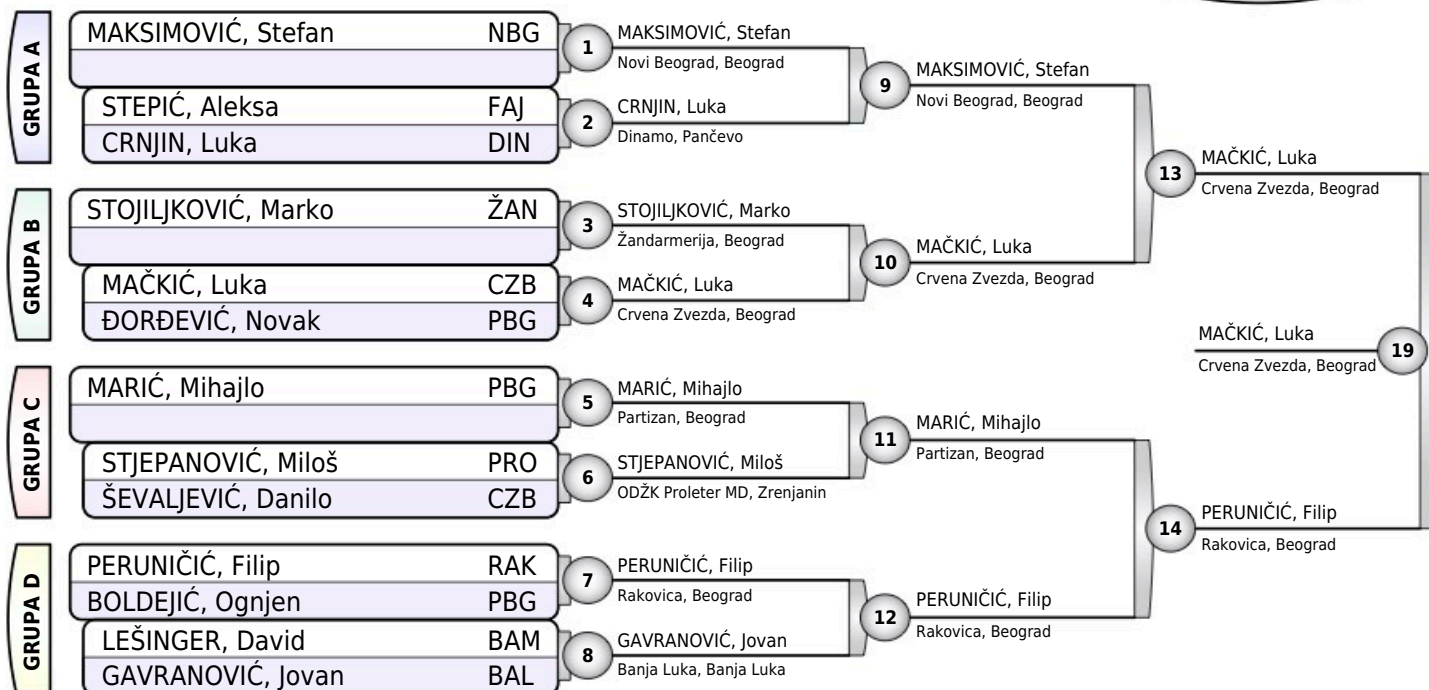 GRUPA A
MAKSIMOVIĆ, Stefan NBG
STEPIĆ, Aleksa FAJ
CRNJIN, Luka DIN
1
MAKSIMOVIĆ, Stefan
Novi Beograd, Beograd
2
CRNJIN, Luka
Dinamo, Pančevo
9
MAKSIMOVIĆ, Stefan
Novi Beograd, Beograd
GRUPA B
STOJILJKOVIĆ, Marko ŽAN
MAČKIĆ, Luka CZB
ĐORĐEVIĆ, Novak PBG
3
STOJILJKOVIĆ, Marko
Žandarmerija, Beograd
4
MAČKIĆ, Luka
Crvena Zvezda, Beograd
10
MAČKIĆ, Luka
Crvena Zvezda, Beograd
13
MAČKIĆ, Luka
Crvena Zvezda, Beograd
GRUPA C
MARIĆ, Mihajlo PBG
STJEPANOVIĆ, Miloš PRO
ŠEVALJEVIĆ, Danilo CZB
5
MARIĆ, Mihajlo
Partizan, Beograd
6
STJEPANOVIĆ, Miloš
ODŽK Proleter MD, Zrenjanin
11
MARIĆ, Mihajlo
Partizan, Beograd
GRUPA D
PERUNIČIĆ, Filip RAK
BOLDEJIĆ, Ognjen PBG
LEŠINGER, David BAM
GAVRANOVIĆ, Jovan BAL
7
PERUNIČIĆ, Filip
Rakovica, Beograd
8
GAVRANOVIĆ, Jovan
Banja Luka, Banja Luka
12
PERUNIČIĆ, Filip
Rakovica, Beograd
14
PERUNIČIĆ, Filip
Rakovica, Beograd
MAČKIĆ, Luka
Crvena Zvezda, Beograd
19